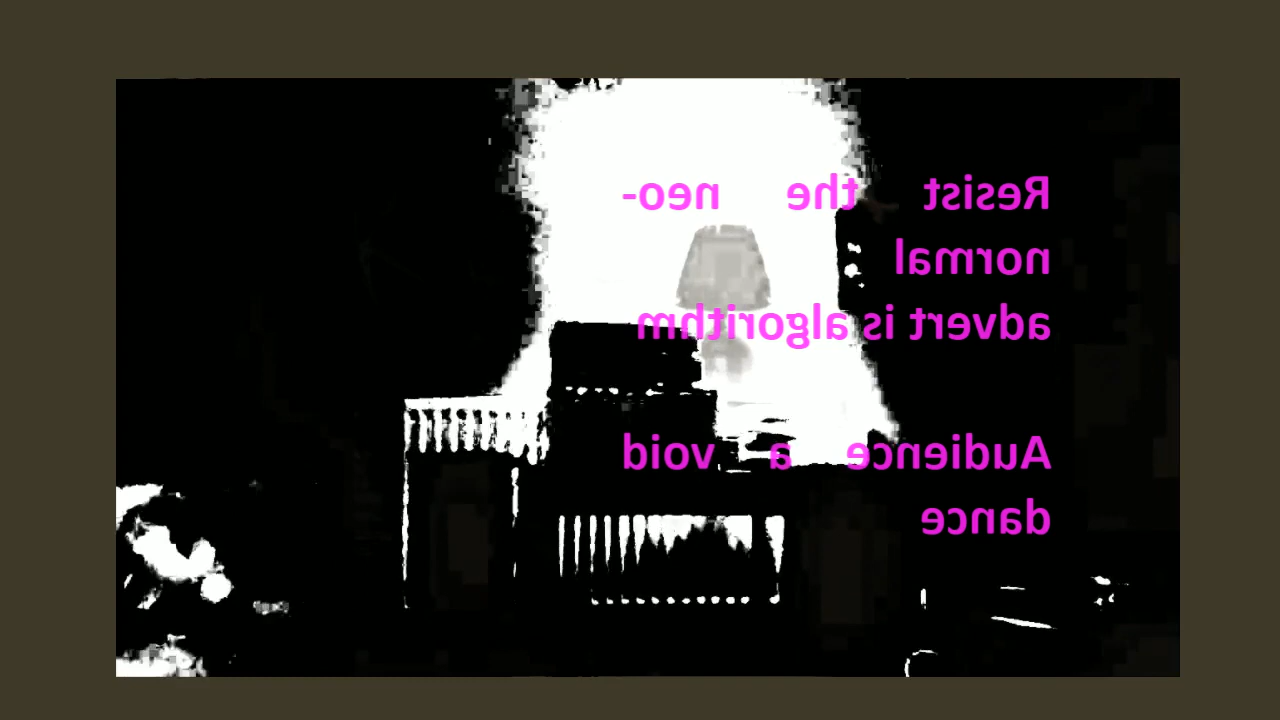 Resist the neo-
normal
advert is algorithm
Audience a void
dance